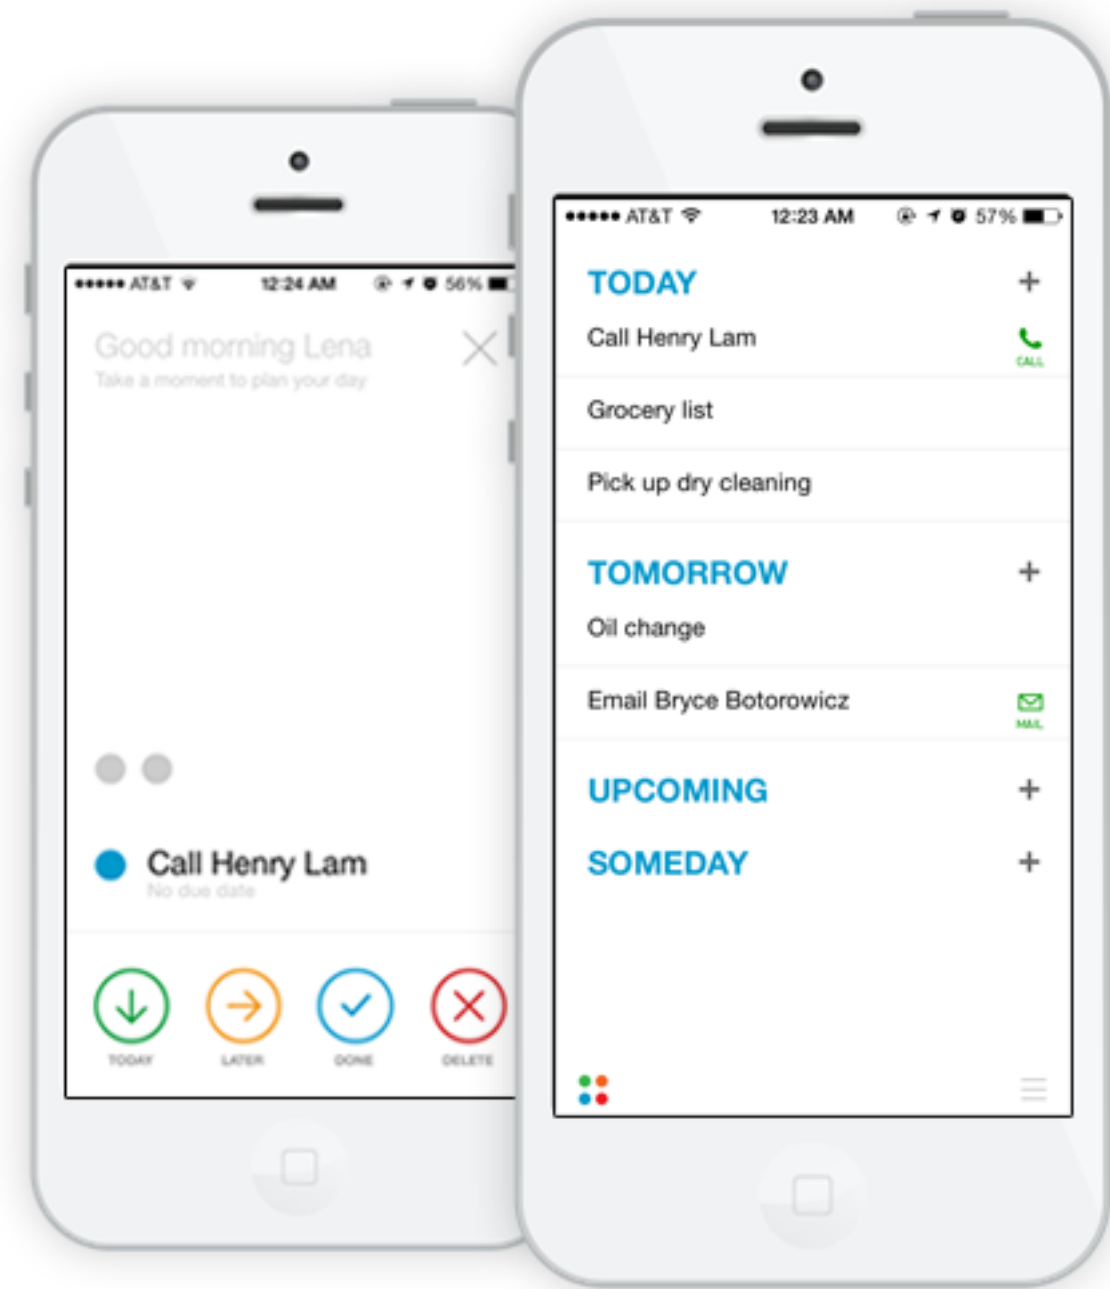 AT&T 12:24 AM 56%
Good morning Lena
Take a moment to plan your day
Call Henry Lam
No due date
TODAY LATER DONE DELETE
AT&T 12:23 AM 57%
TODAY +
Call Henry Lam
CALL
Grocery list
Pick up dry cleaning
TOMORROW +
Oil change
Email Bryce Botorowicz
MAIL
UPCOMING +
SOMEDAY +